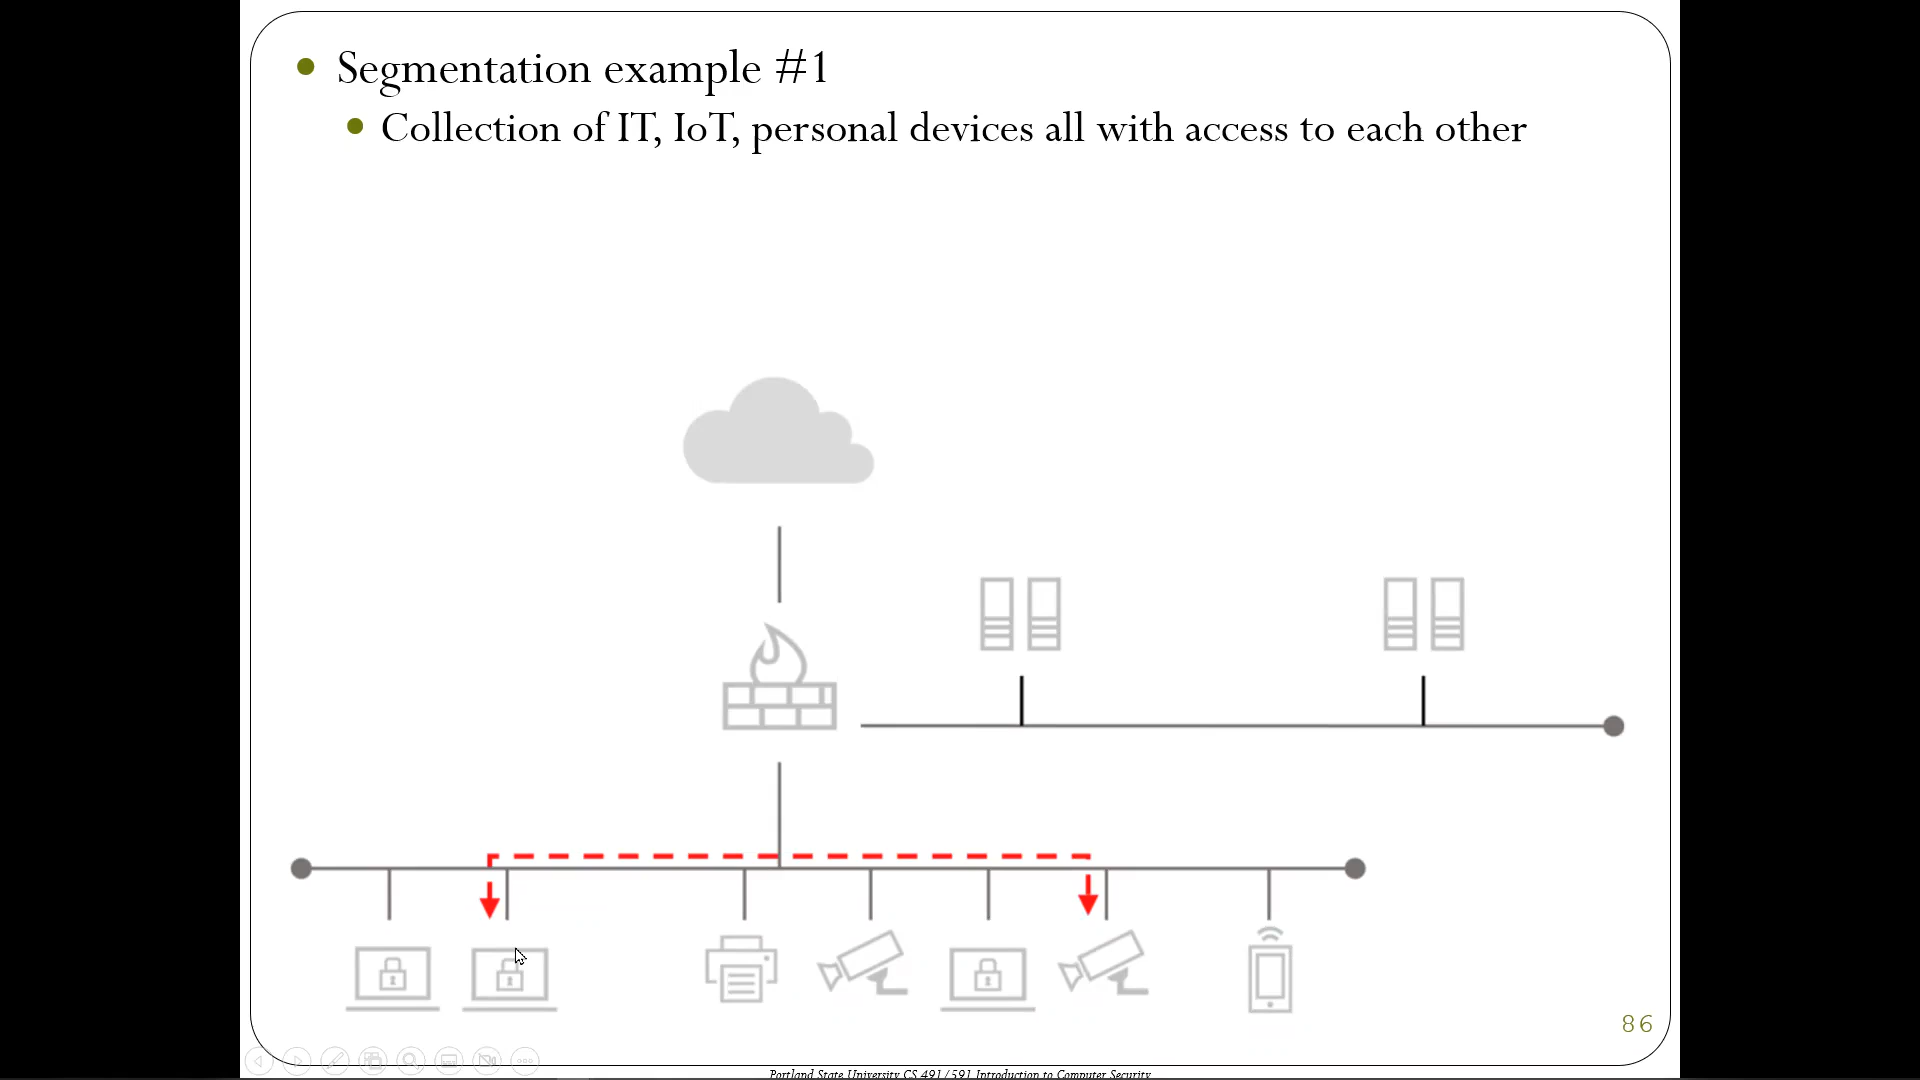 Segmentation example #1
Collection of IT, IoT, personal devices all with access to each other
86
Portland State University CS 491/591 Introduction to Computer Security